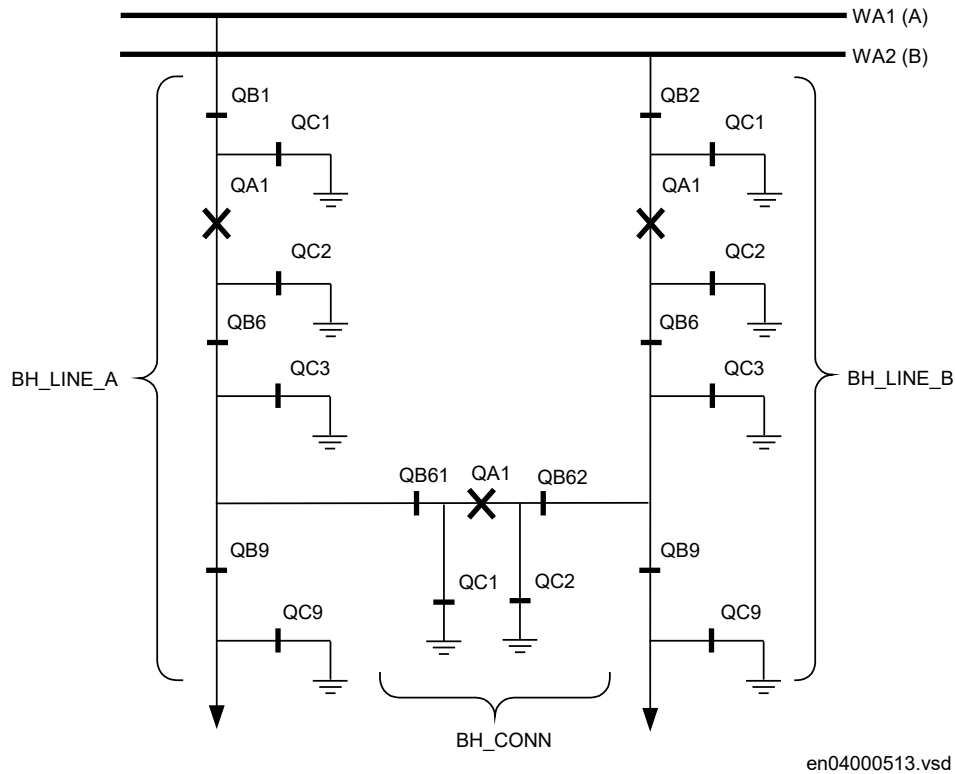 WA1 (A)
WA2 (B)
QB1
QB2
QC1
QC1
QA1
QA1
QC2
QC2
QB6
QB6
QC3
QC3
BH_LINE_A
BH_LINE_B
QB61
QA1
QB62
QB9
QB9
QC1
QC2
QC9
QC9
BH_CONN
en04000513.vsd